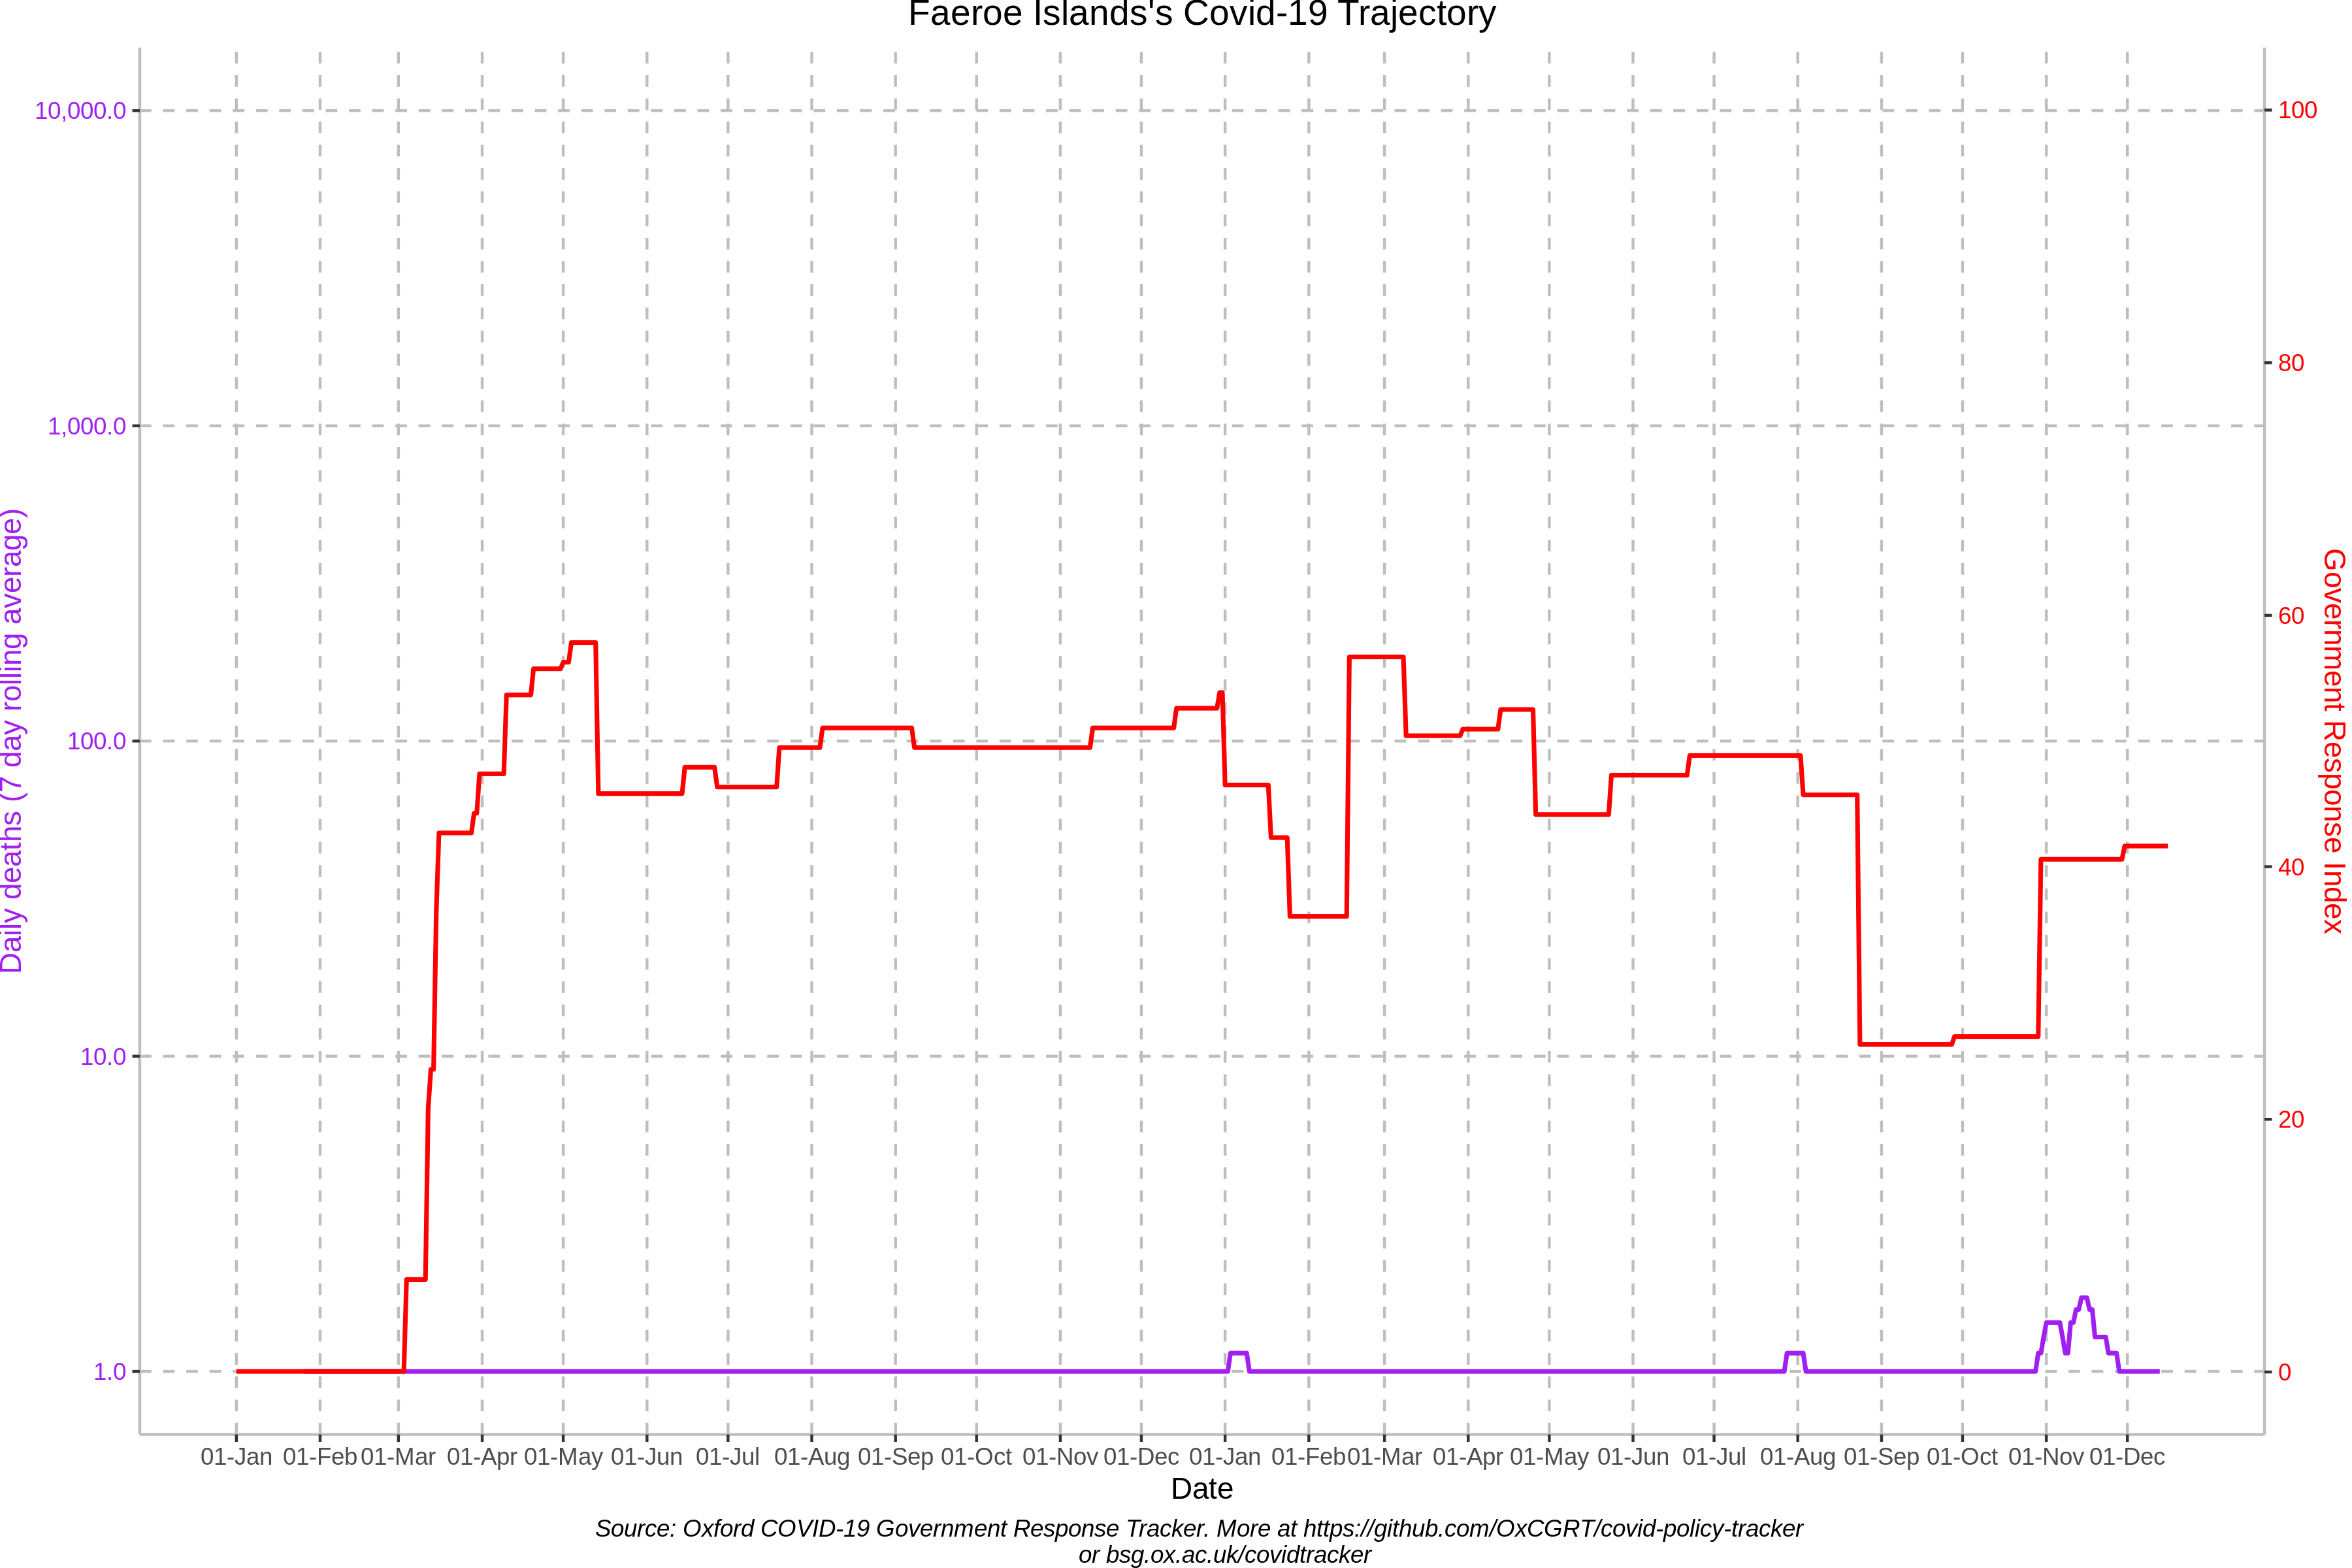 Faeroe Islands's Covid-19 Trajectory
10,000.0
1,000.0
100.0
10.0
1.0
Daily deaths (7 day rolling average)
100
80
60
40
20
0
Government Response Index
01-Jan 01-Feb 01-Mar 01-Apr 01-May 01-Jun 01-Jul 01-Aug 01-Sep 01-Oct 01-Nov 01-Dec 01-Jan 01-Feb 01-Mar 01-Apr 01-May 01-Jun 01-Jul 01-Aug 01-Sep 01-Oct 01-Nov 01-Dec
Date
Source: Oxford COVID-19 Government Response Tracker. More at https://github.com/OxCGRT/covid-policy-tracker
or bsg.ox.ac.uk/covidtracker